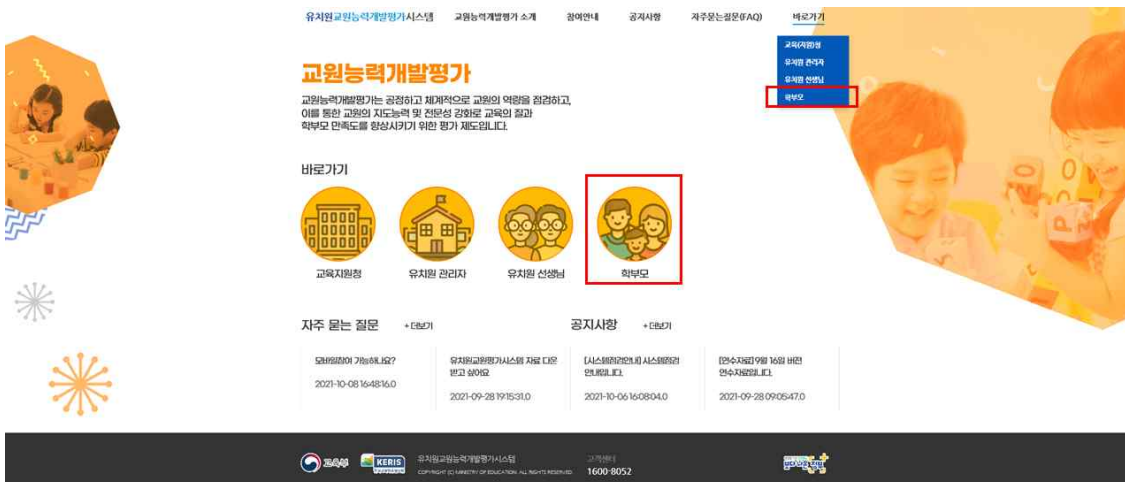 유치원교원능력개발평가시스템 교원능력개발평가 소개 참여안내 공지사항 자주묻는질문(FAQ) 바로가기
교육(지원)청
유치원 관리자
유치원 선생님
학부모
교원능력개발평가
교원능력개발평가는 공정하고 체계적으로 교원의 역량을 점검하고,
이를 통한 교원의 지도능력 및 전문성 강화로 교육의 질과
학부모 만족도를 향상시키기 위한 평가 제도입니다.
바로가기
교육지원청 유치원 관리자 유치원 선생님 학부모
자주 묻는 질문 +더보기 공지사항 +더보기
모바일참여 가능해나요?
2021-10-08 16:48:16.0
유치원교원평가시스템 자료 다운
받고 싶어요
2021-09-28 19:15:31.0
[시스템점검안내] 시스템점검
안내입니다.
2021-10-06 16:08:04.0
[연수자료] 9월 16일 버전
연수자료입니다.
2021-09-28 09:05:47.0
교육부 KERIS 유치원교원능력개발평가시스템 고객센터
COPYRIGHT (C) MINISTRY OF EDUCATION. ALL RIGHTS RESERVED. 1600-8052